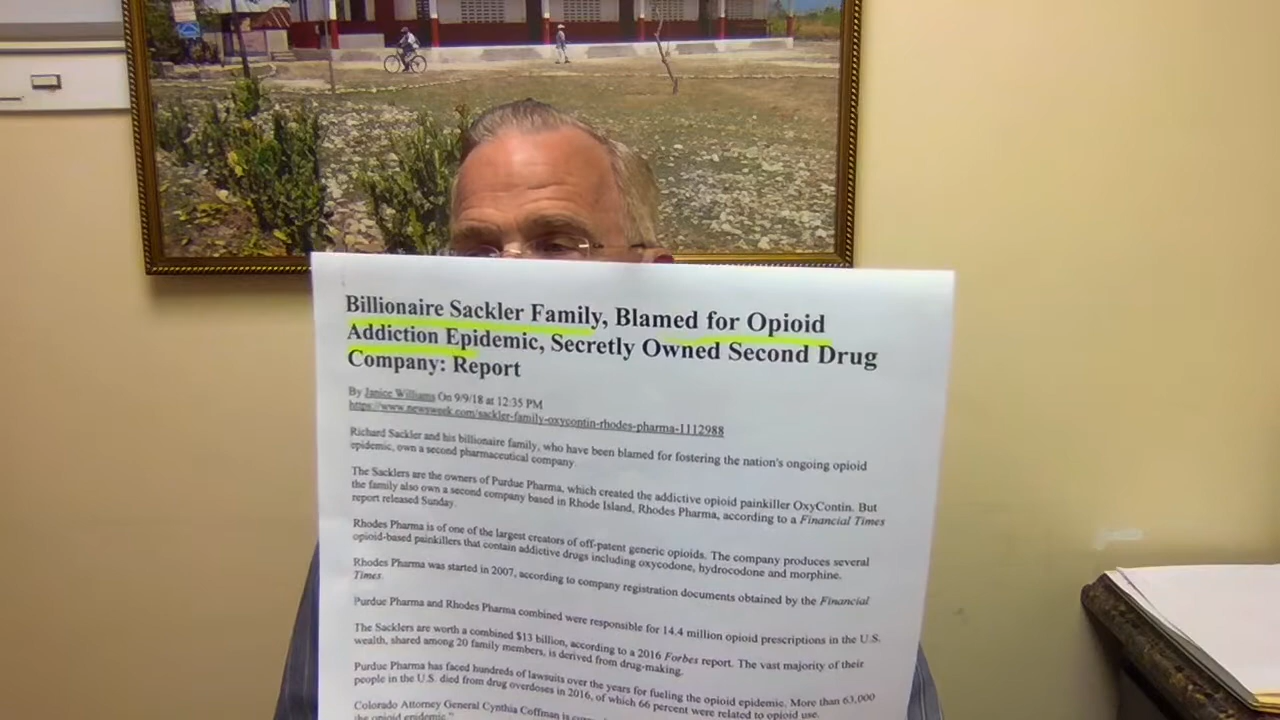 Billionaire Sackler Family, Blamed for Opioid
Addiction Epidemic, Secretly Owned Second Drug
Company: Report
By Janice Williams On 9/9/18 at 12:35 PM
https://www.newsweek.com/sackler-family-oxycontin-rhodes-pharma-1112988
Richard Sackler and his billionaire family, who have been blamed for fostering the nation's ongoing opioid
epidemic, own a second pharmaceutical company.
The Sacklers are the owners of Purdue Pharma, which created the addictive opioid painkiller OxyContin. But
the family also own a second company based in Rhode Island, Rhodes Pharma, according to a Financial Times
report released Sunday.
Rhodes Pharma is of one of the largest creators of off-patent generic opioids. The company produces several
opioid-based painkillers that contain addictive drugs including oxycodone, hydrocodone and morphine.
Rhodes Pharma was started in 2007, according to company registration documents obtained by the Financial
Times.
Purdue Pharma and Rhodes Pharma combined were responsible for 14.4 million opioid prescriptions in the U.S.
The Sacklers are worth a combined $13 billion, according to a 2016 Forbes report. The vast majority of their
wealth, shared among 20 family members, is derived from drug-making.
Purdue Pharma has faced hundreds of lawsuits over the years for fueling the opioid epidemic. More than 63,000
people in the U.S. died from drug overdoses in 2016, of which 66 percent were related to opioid use.
Colorado Attorney General Cynthia Coffman is
the opioid epidemic."